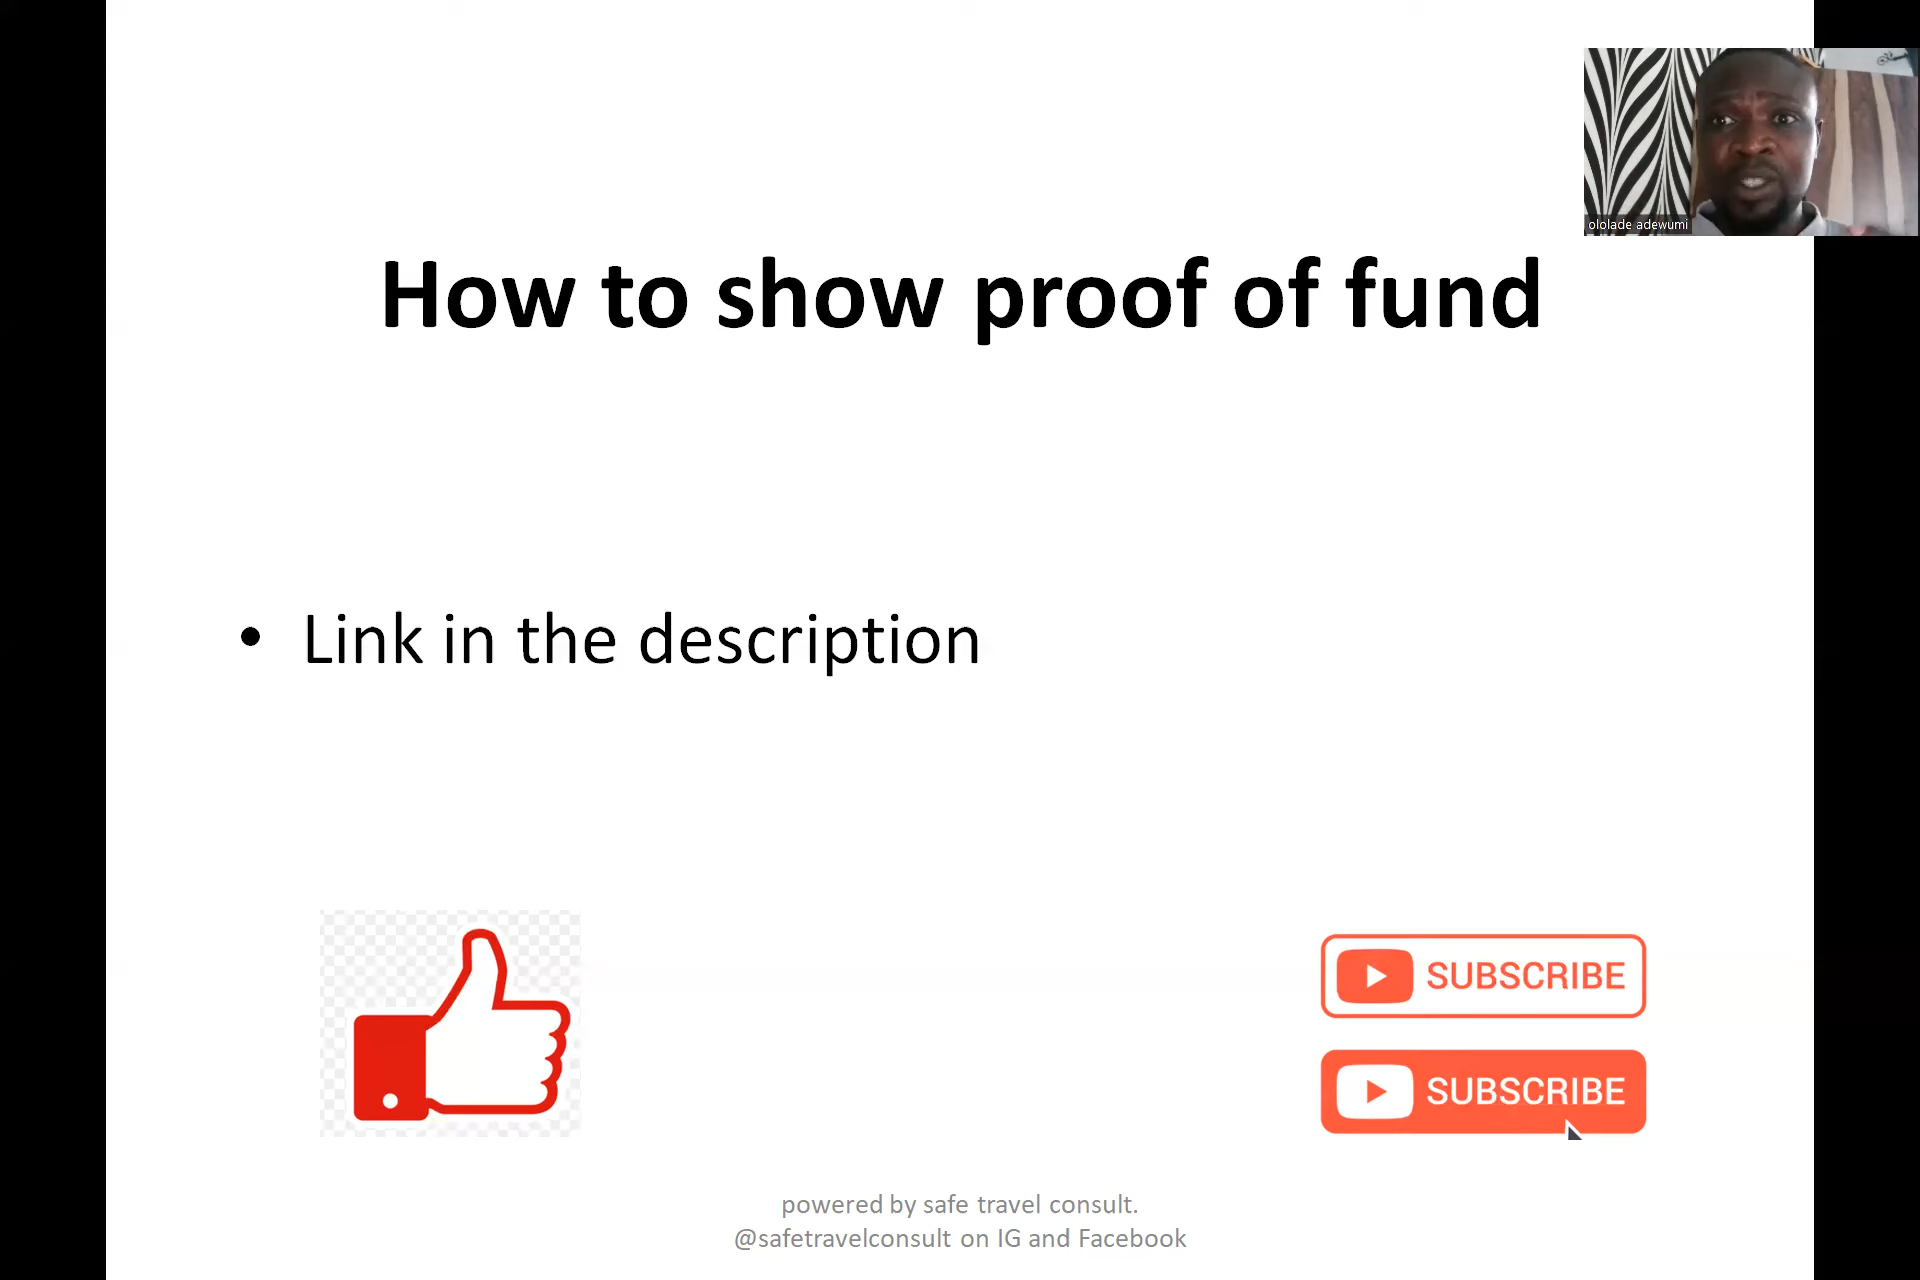 ololade adewumi
How to show proof of fund
• Link in the description
SUBSCRIBE
SUBSCRIBE
powered by safe travel consult.
@safetravelconsult on IG and Facebook